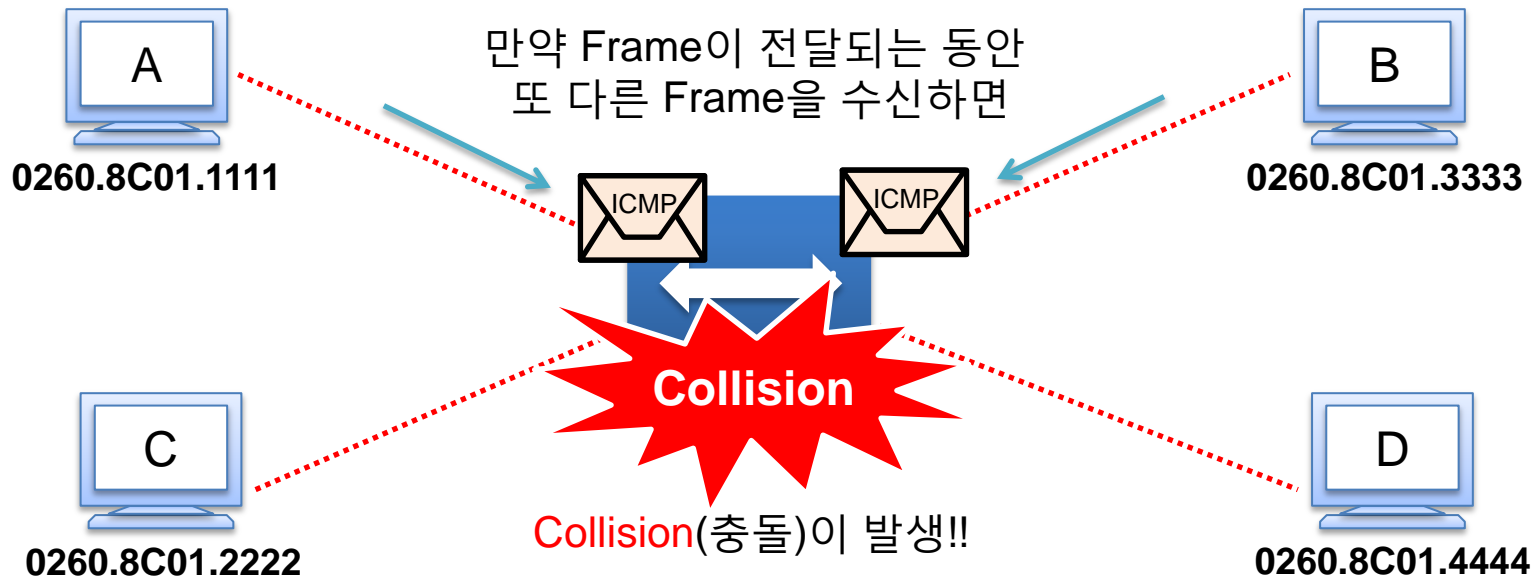 만약 Frame이 전달되는 동안
또 다른 Frame을 수신하면
A
B
0260.8C01.1111
0260.8C01.3333
ICMP
ICMP
Collision
C
D
Collision(충돌)이 발생!!
0260.8C01.2222
0260.8C01.4444